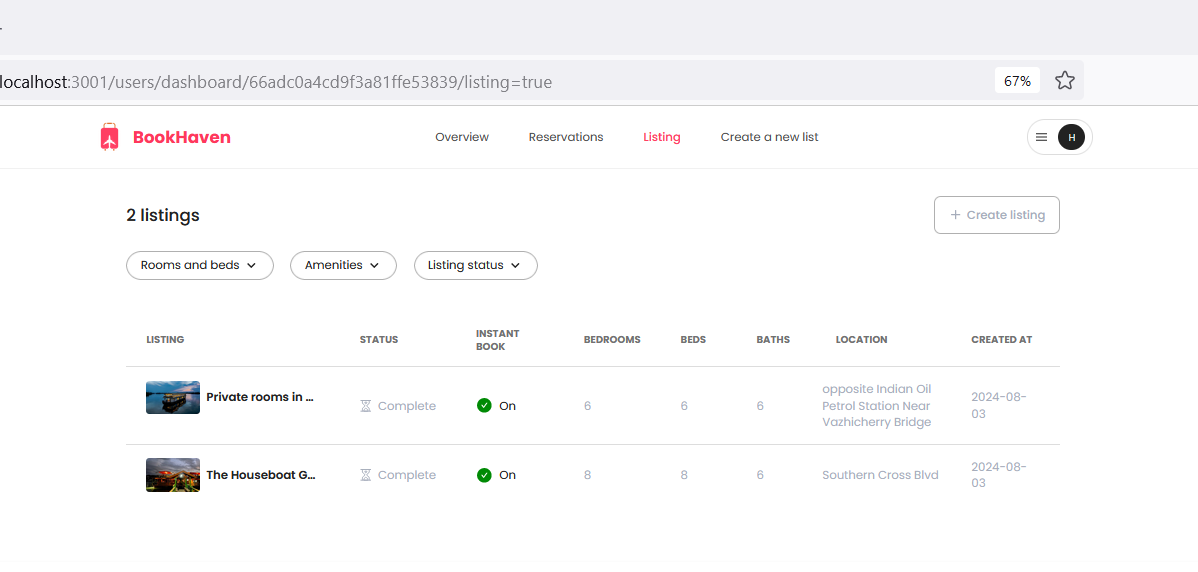 localhost:3001/users/dashboard/66adc0a4cd9f3a81ffe53839/listing=true
67%
BookHaven
Overview
Reservations
Listing
Create a new list
H
2 listings
+ Create listing
Rooms and beds
Amenities
Listing status
LISTING
STATUS
INSTANT
BOOK
BEDROOMS
BEDS
BATHS
LOCATION
CREATED AT
Private rooms in ...
Complete
On
6
6
6
opposite Indian Oil
Petrol Station Near
Vazhicherry Bridge
2024-08-
03
The Houseboat G...
Complete
On
8
8
6
Southern Cross Blvd
2024-08-
03